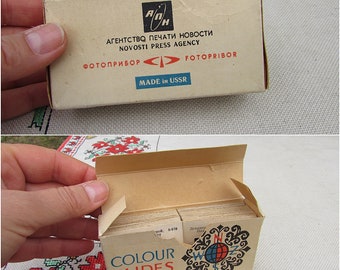 АПН
АГЕНТСТВО ПЕЧАТИ НОВОСТИ
NOVOSTI PRESS AGENCY
ФОТОПРИБОР FOTOPRIBOR
MADE in USSR
COLOUR